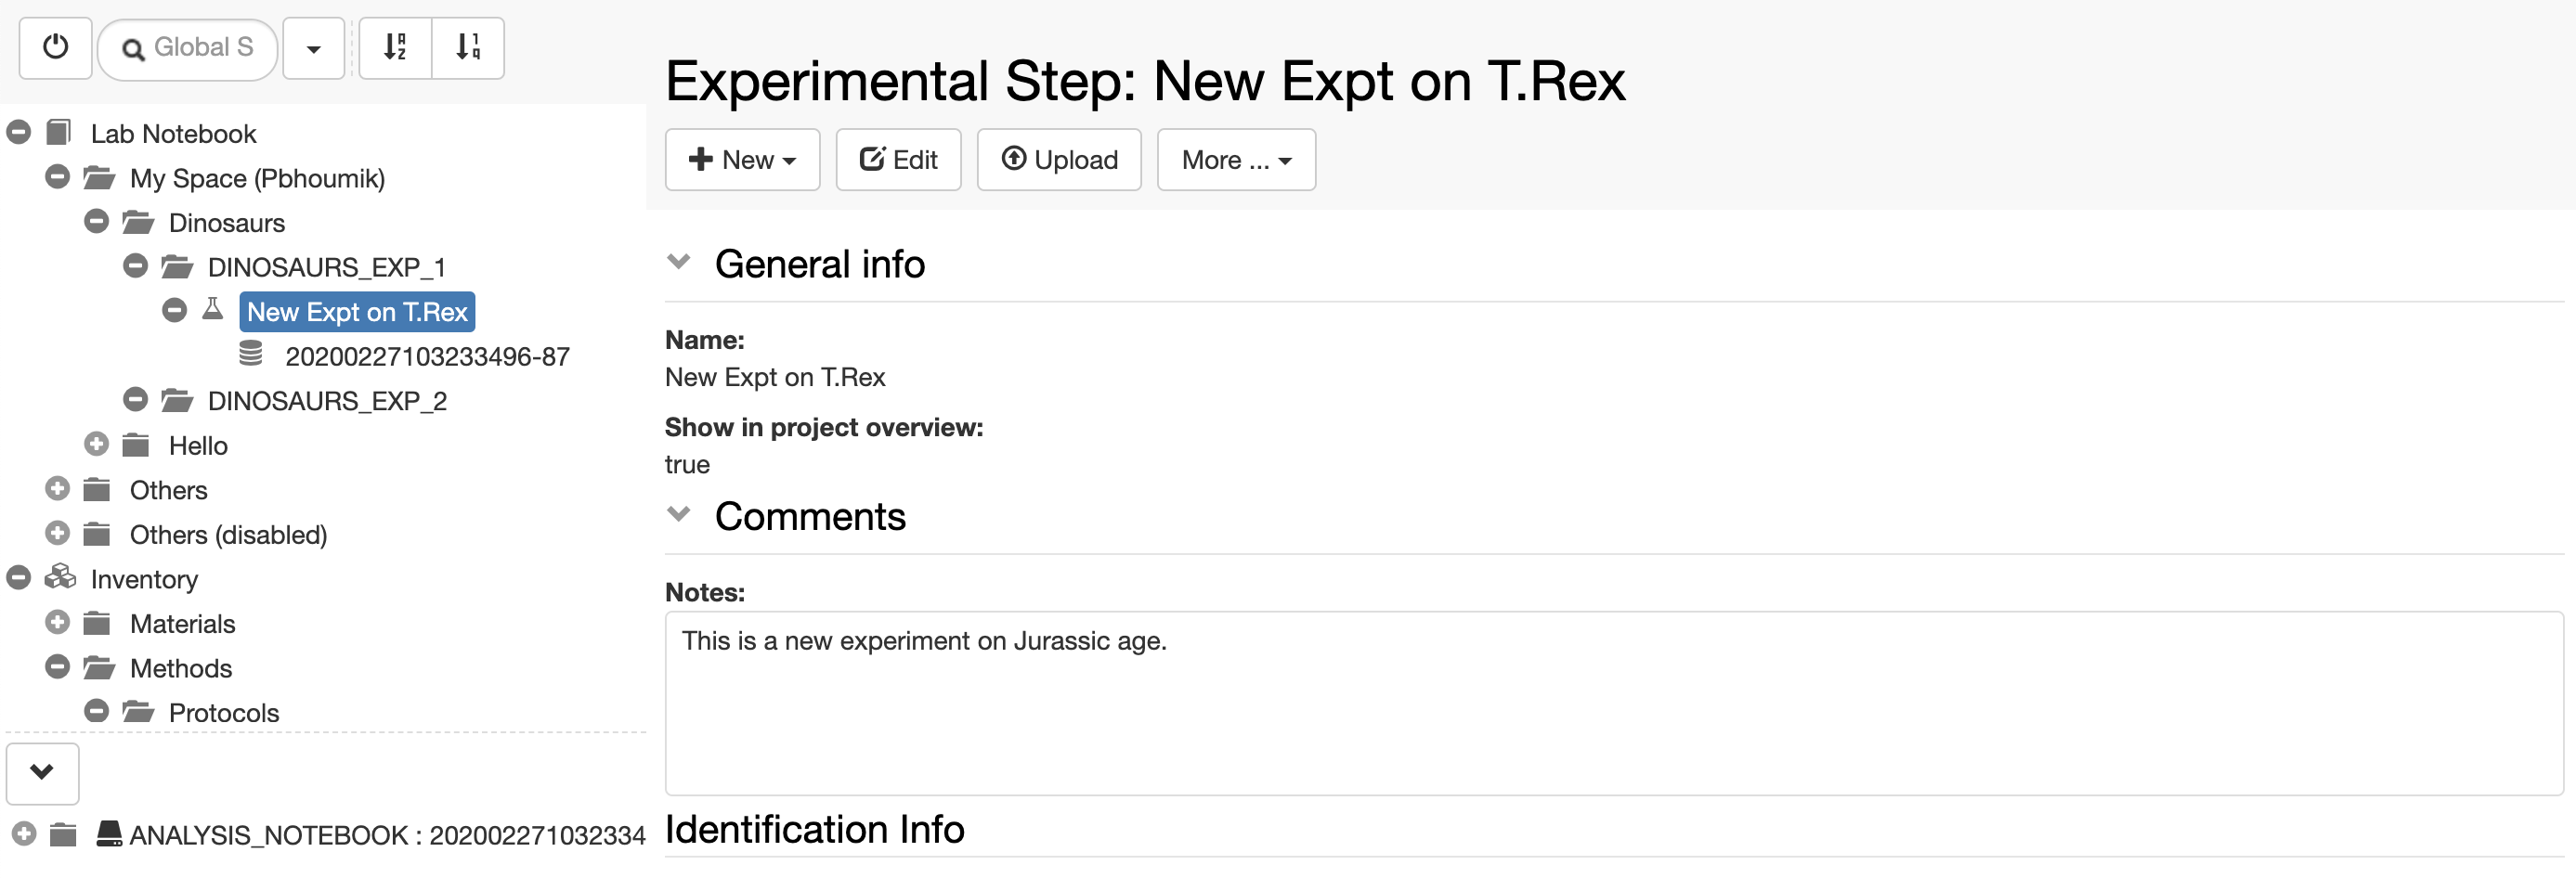 Global S
Lab Notebook
My Space (Pbhoumik)
Dinosaurs
DINOSAURS_EXP_1
New Expt on T.Rex
20200227103233496-87
DINOSAURS_EXP_2
Hello
Others
Others (disabled)
Inventory
Materials
Methods
Protocols
ANALYSIS_NOTEBOOK : 202002271032334
Experimental Step: New Expt on T.Rex
New
Edit
Upload
More ...
General info
Name:
New Expt on T.Rex
Show in project overview:
true
Comments
Notes:
This is a new experiment on Jurassic age.
Identification Info